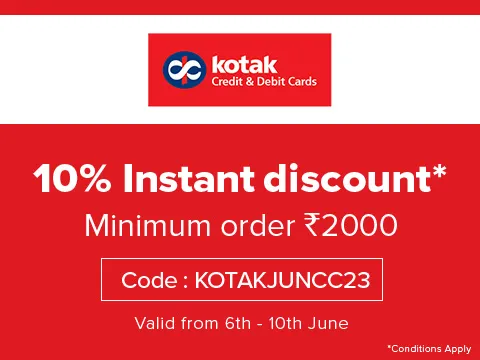 kotak
Credit & Debit Cards
10% Instant discount*
Minimum order ₹2000
Code : KOTAKJUNCC23
Valid from 6th - 10th June
*Conditions Apply